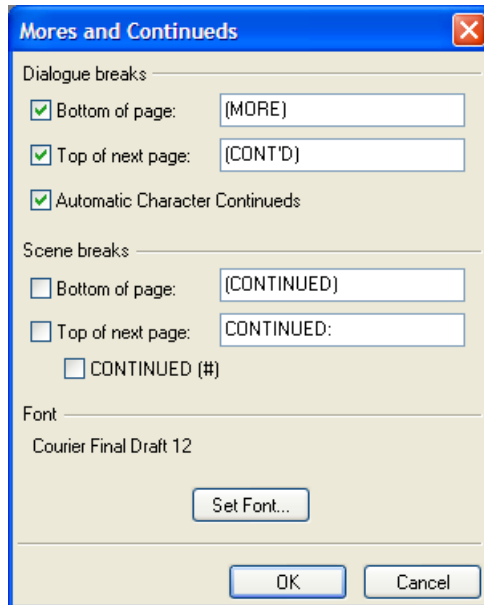 Mores and Continueds
Dialogue breaks
Bottom of page: (MORE)
Top of next page: (CONT'D)
Automatic Character Continueds
Scene breaks
Bottom of page: (CONTINUED)
Top of next page: CONTINUED:
CONTINUED (#)
Font
Courier Final Draft 12
Set Font...
OK Cancel